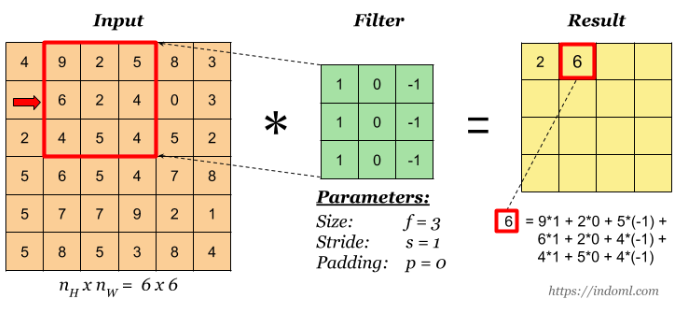 Input Filter Result
4 9 2 5 8 3
6 2 4 0 3
2 4 5 4 5 2
5 6 5 4 7 8
5 7 7 9 2 1
5 8 5 3 8 4
n_H x n_W = 6 x 6
*
1 0 -1
1 0 -1
1 0 -1
Parameters:
Size: f = 3
Stride: s = 1
Padding: p = 0
=
2 6
6 = 9*1 + 2*0 + 5*(-1) +
6*1 + 2*0 + 4*(-1) +
4*1 + 5*0 + 4*(-1)
https://indoml.com